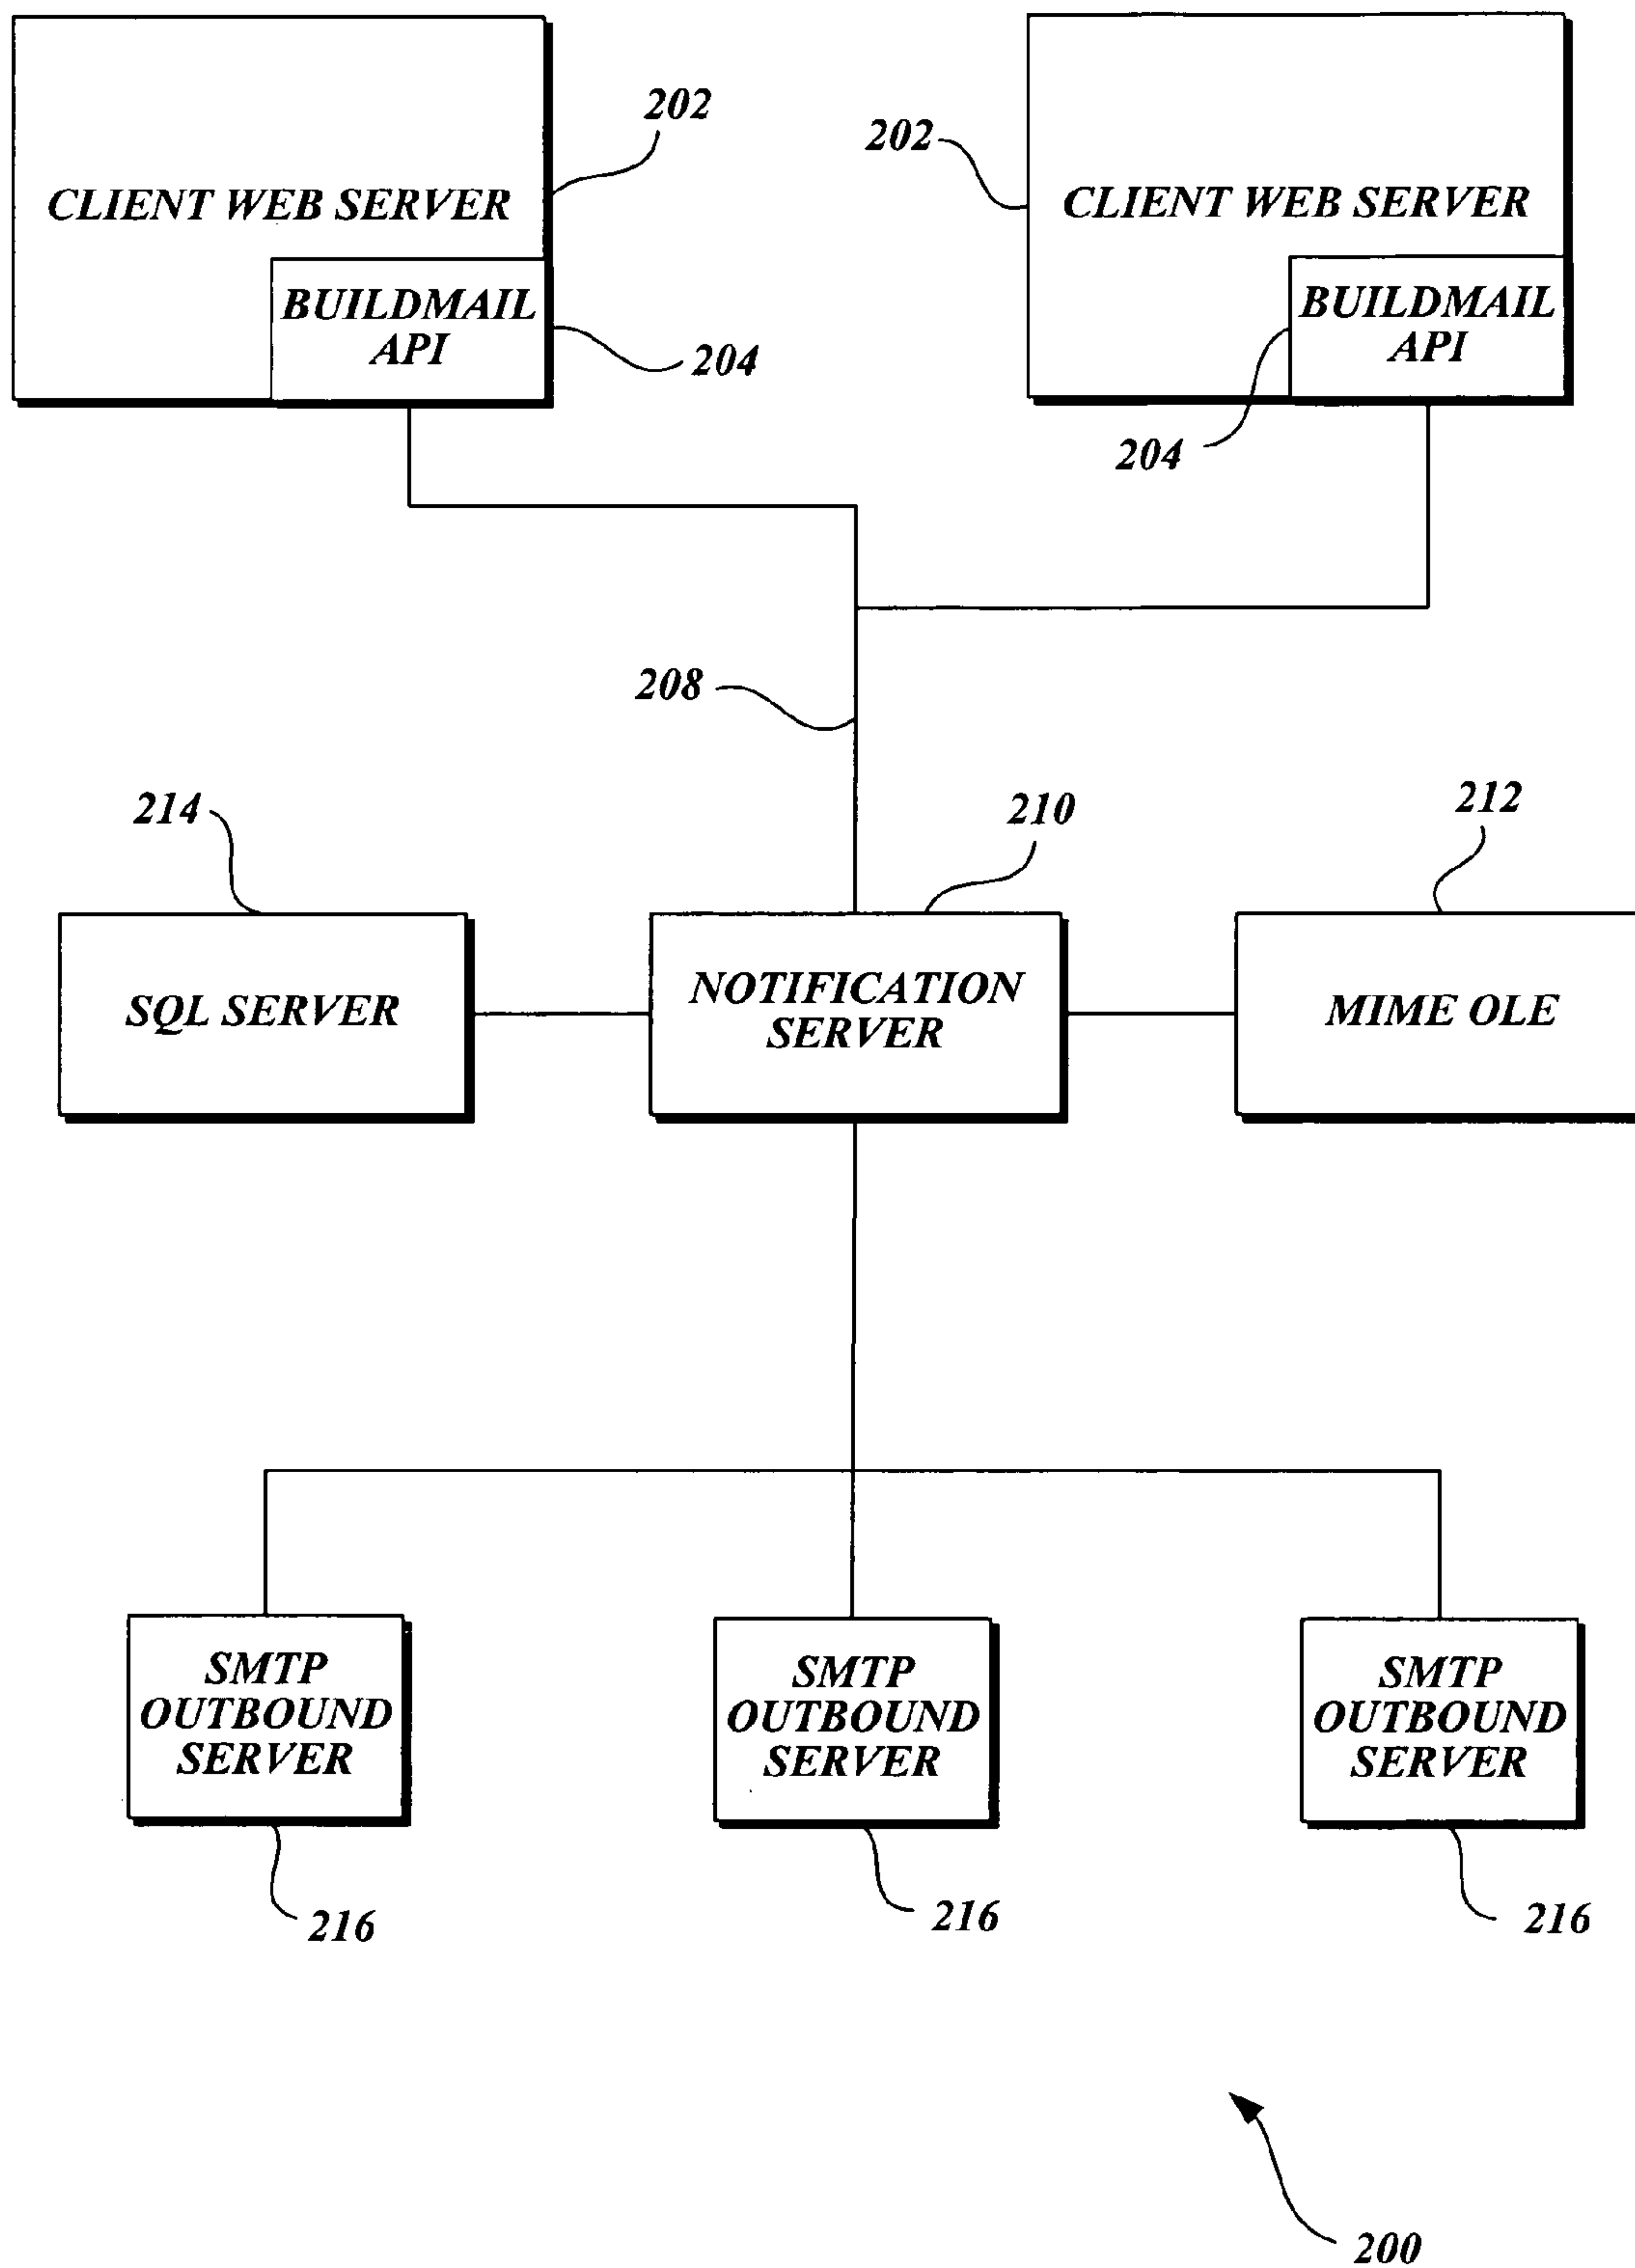 202
202
CLIENT WEB SERVER
CLIENT WEB SERVER
BUILDMAIL
API
BUILDMAIL
API
204
204
208
214
210
212
SQL SERVER
NOTIFICATION
SERVER
MIME OLE
SMTP
OUTBOUND
SERVER
SMTP
OUTBOUND
SERVER
SMTP
OUTBOUND
SERVER
216
216
216
200